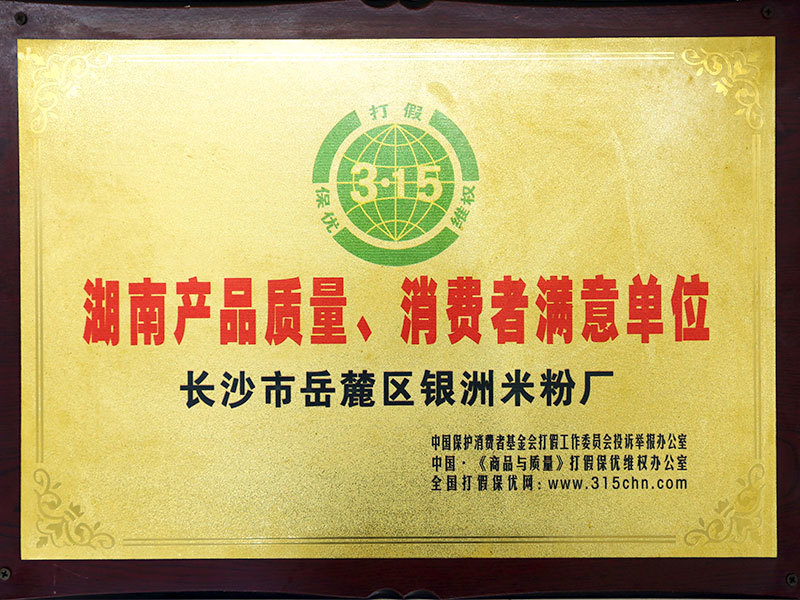 打假
3·15
保优
维权
湖南产品质量、消费者满意单位
长沙市岳麓区银洲米粉厂
中国保护消费者基金会打假工作委员会投诉举报办公室
中国·《商品与质量》打假保优维权办公室
全国打假保优网:www.315chn.com